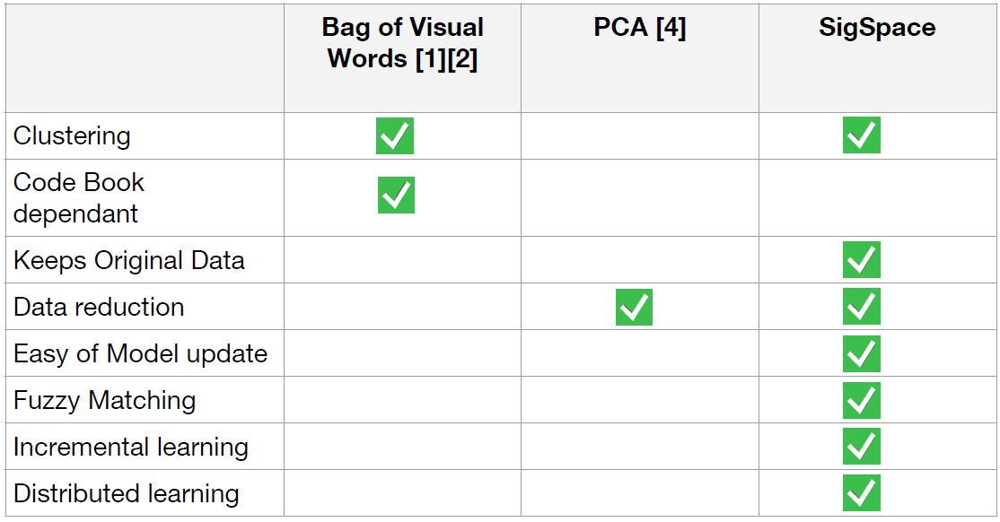 Bag of Visual
Words [1][2]
PCA [4]
SigSpace
Clustering
Code Book
dependant
Keeps Original Data
Data reduction
Easy of Model update
Fuzzy Matching
Incremental learning
Distributed learning